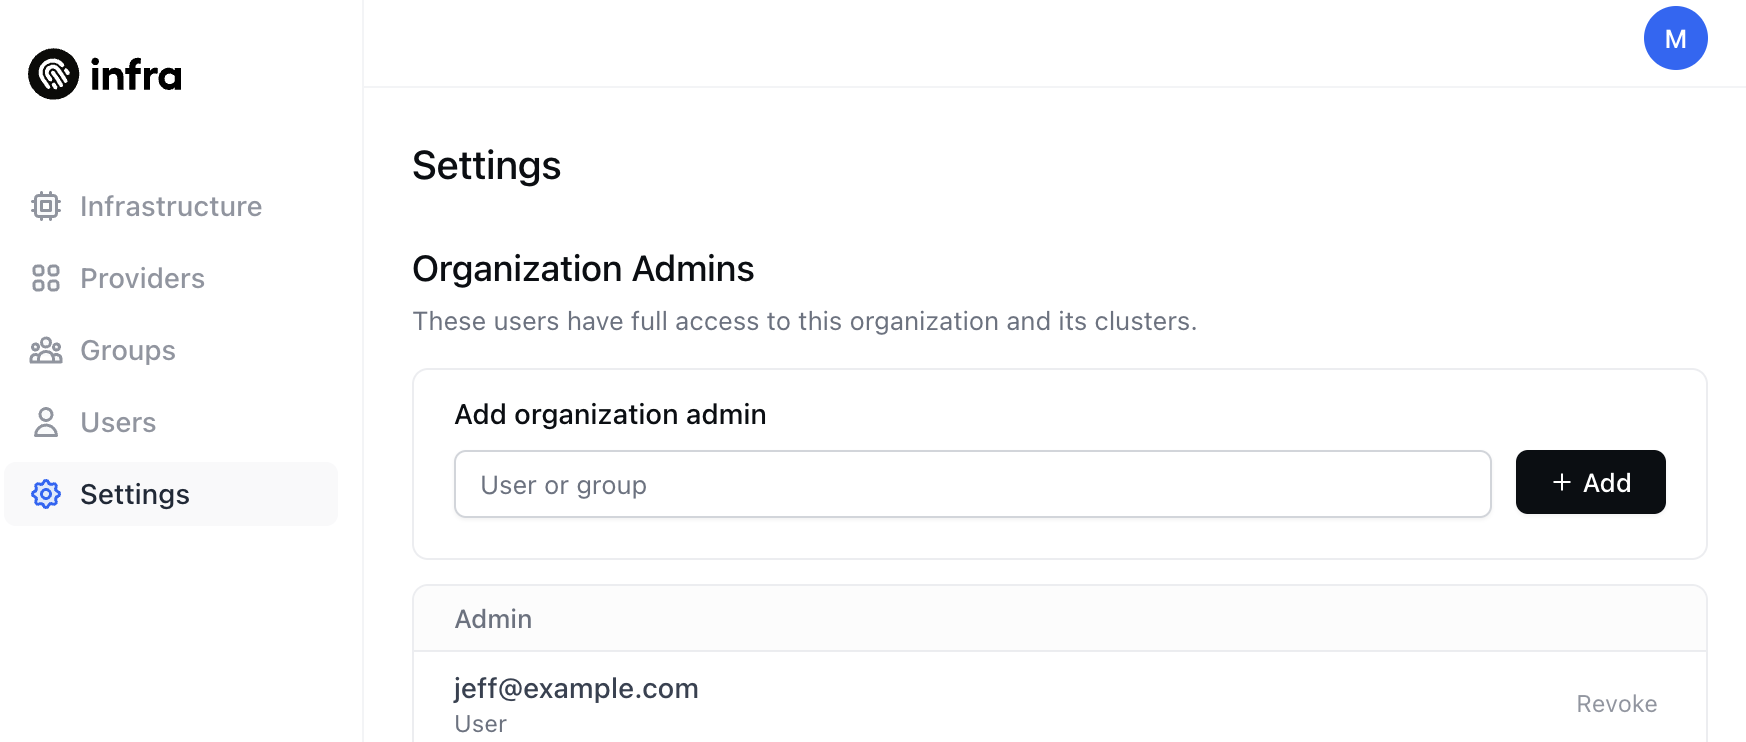 infra
M
Infrastructure
Providers
Groups
Users
Settings
Settings
Organization Admins
These users have full access to this organization and its clusters.
Add organization admin
User or group
+ Add
Admin
jeff@example.com
User
Revoke